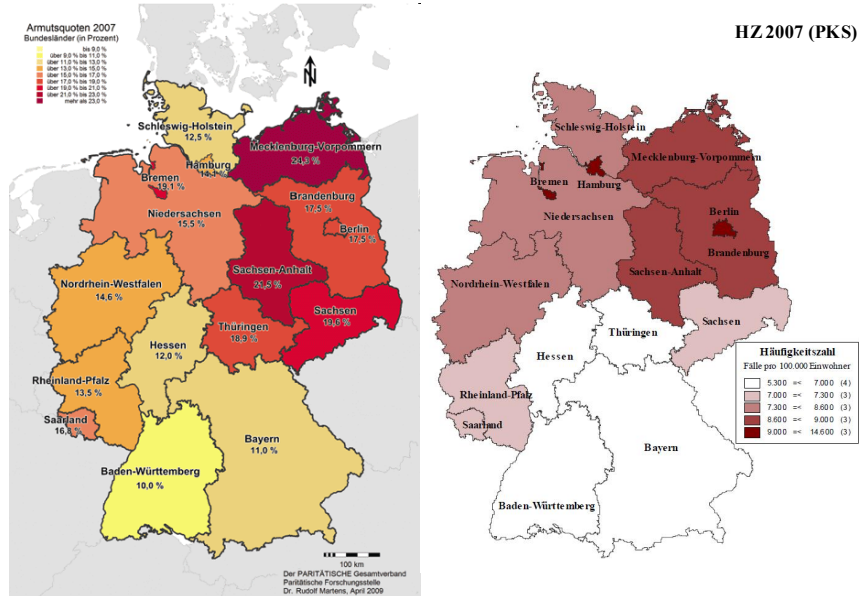 Armutsquoten 2007
Bundesländer (in Prozent)
bis 9,0 %
über 9,0 % bis 11,0 %
über 11,0 % bis 13,0 %
über 13,0 % bis 15,0 %
über 15,0 % bis 17,0 %
über 17,0 % bis 19,0 %
über 19,0 % bis 21,0 %
über 21,0 % bis 23,0 %
mehr als 23,0 %
N
Schleswig-Holstein
12,5 %
Mecklenburg-Vorpommern
24,3 %
Hamburg
14,1 %
Bremen
19,1 %
Niedersachsen
15,5 %
Brandenburg
17,5 %
Berlin
17,5 %
Sachsen-Anhalt
21,5 %
Nordrhein-Westfalen
14,6 %
Sachsen
19,6 %
Thüringen
18,9 %
Hessen
12,0 %
Rheinland-Pfalz
13,5 %
Saarland
16,8 %
Bayern
11,0 %
Baden-Württemberg
10,0 %
100 km
Der PARITÄTISCHE Gesamtverband
Paritätische Forschungsstelle
Dr. Rudolf Martens, April 2009
HZ 2007 (PKS)
Schleswig-Holstein
Mecklenburg-Vorpommern
Bremen
Hamburg
Niedersachsen
Berlin
Brandenburg
Sachsen-Anhalt
Nordrhein-Westfalen
Sachsen
Thüringen
Hessen
Rheinland-Pfalz
Saarland
Bayern
Baden-Württemberg
Häufigkeitszahl
Fälle pro 100.000 Einwohner
5.300 =< 7.000 (4)
7.000 =< 7.300 (3)
7.300 =< 8.600 (3)
8.600 =< 9.000 (3)
9.000 =< 14.600 (3)